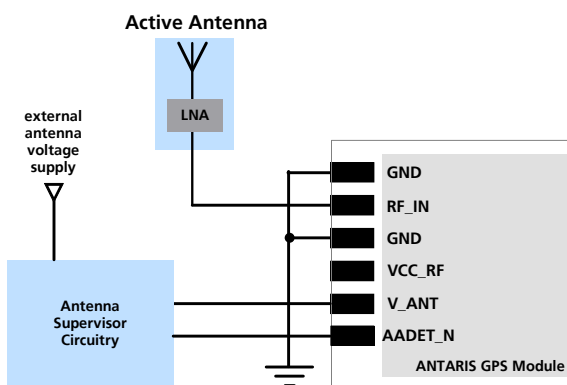 Active Antenna
LNA
external
antenna
voltage
supply
GND
RF_IN
GND
VCC_RF
V_ANT
AADET_N
Antenna
Supervisor
Circuitry
ANTARIS GPS Module